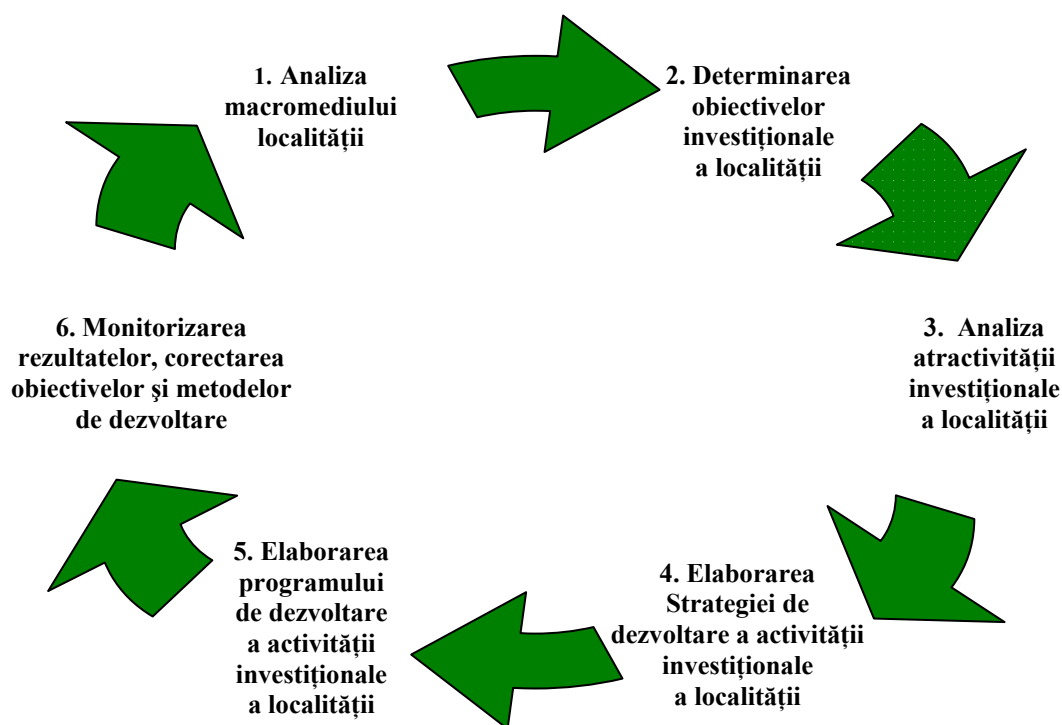 1. Analiza
macromediului
localității
2. Determinarea
obiectivelor
investiționale
a localității
3. Analiza
atractivității
investiționale
a localității
4. Elaborarea
Strategiei de
dezvoltare a activității
investiționale
a localității
5. Elaborarea
programului
de dezvoltare
a activității
investiționale
a localității
6. Monitorizarea
rezultatelor, corectarea
obiectivelor şi metodelor
de dezvoltare